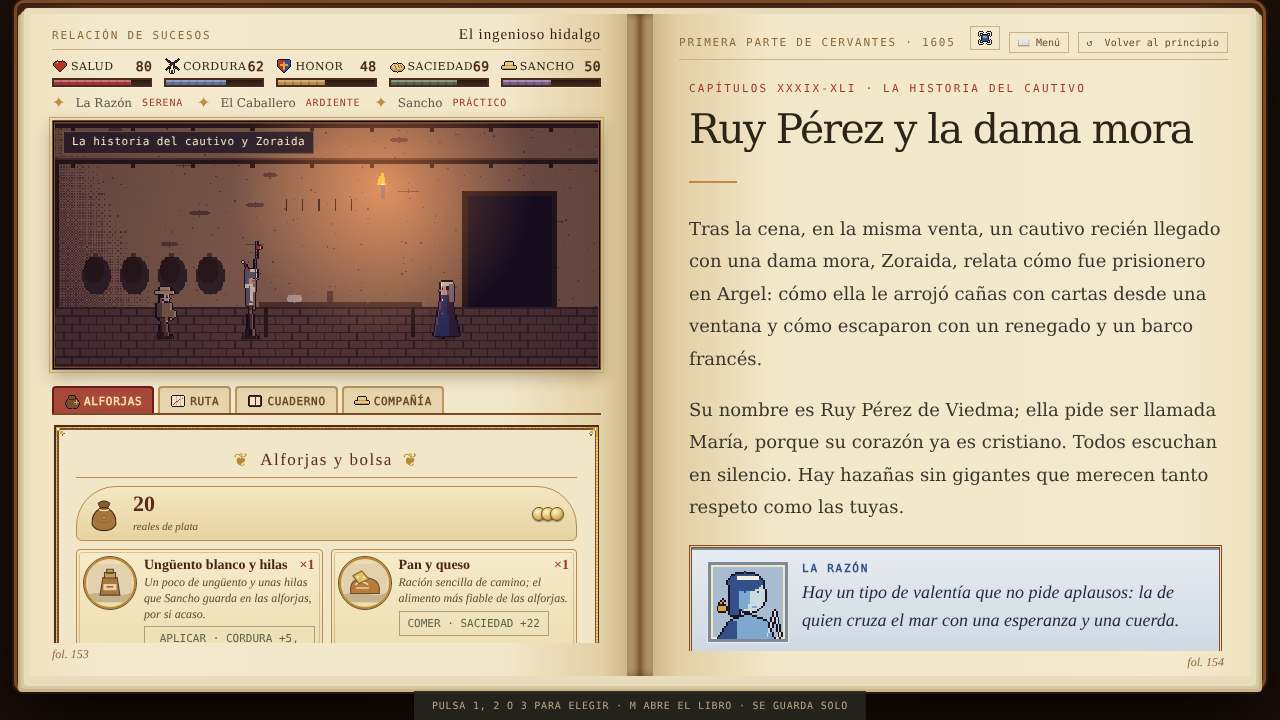 RELACIÓN DE SUCESOS
El ingenioso hidalgo
SALUD 80
CORDURA 62
HONOR 48
SACIEDAD 69
SANCHO 50
La Razón SERENA
El Caballero ARDIENTE
Sancho PRÁCTICO
La historia del cautivo y Zoraida
ALFORJAS
RUTA
CUADERNO
COMPAÑÍA
Alforjas y bolsa
20
reales de plata
Ungüento blanco y hilas ×1
Un poco de ungüento y unas hilas
que Sancho guarda en las alforjas,
por si acaso.
APLICAR · CORDURA +5,
Pan y queso ×1
Ración sencilla de camino; el
alimento más fiable de las alforjas.
COMER · SACIEDAD +22
fol. 153
PRIMERA PARTE DE CERVANTES · 1605
Menú
↺ Volver al principio
CAPÍTULOS XXXIX-XLI · LA HISTORIA DEL CAUTIVO
Ruy Pérez y la dama mora
Tras la cena, en la misma venta, un cautivo recién llegado
con una dama mora, Zoraida, relata cómo fue prisionero
en Argel: cómo ella le arrojó cañas con cartas desde una
ventana y cómo escaparon con un renegado y un barco
francés.
Su nombre es Ruy Pérez de Viedma; ella pide ser llamada
María, porque su corazón ya es cristiano. Todos escuchan
en silencio. Hay hazañas sin gigantes que merecen tanto
respeto como las tuyas.
LA RAZÓN
Hay un tipo de valentía que no pide aplausos: la de
quien cruza el mar con una esperanza y una cuerda.
fol. 154
PULSA 1, 2 O 3 PARA ELEGIR · M ABRE EL LIBRO · SE GUARDA SOLO